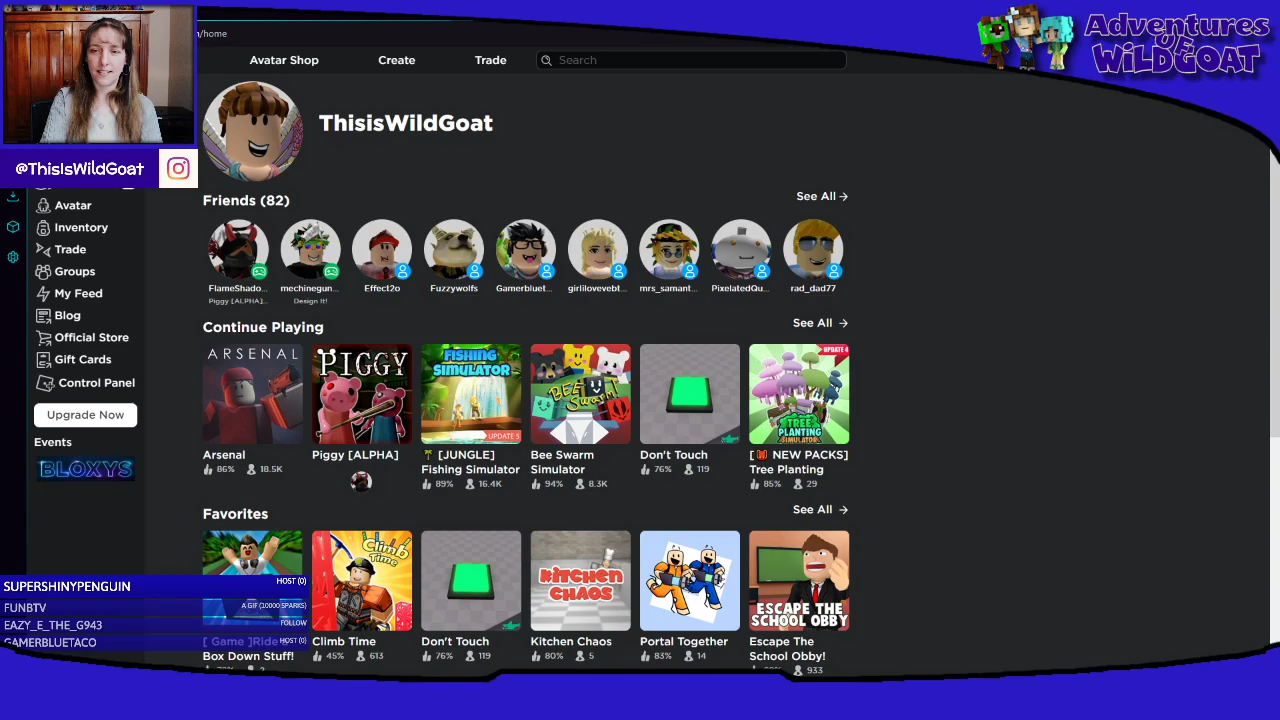 n/home
Avatar Shop
Create
Trade
Search
Adventures
OF
WiLDGOAT
ThisisWildGoat
@ThisIsWildGoat
Avatar
Inventory
Trade
Groups
My Feed
Blog
Official Store
Gift Cards
Control Panel
Upgrade Now
Events
BLOXYS
Friends (82)
See All
FlameShado...
Piggy [ALPHA]...
mechinegun...
Design It!
Effect2o
Fuzzywolfs
Gamerbluet...
girlilovevebt...
mrs_samant...
PixelatedQu...
rad_dad77
Continue Playing
See All
ARSENAL
PIGGY
FISHING
SIMULATOR
UPDATE 5
BEE
Swarm!
UPDATE 4
TREE
PLANTING
SIMULATOR
Arsenal
86% 18.5K
Piggy [ALPHA]
[JUNGLE]
Fishing Simulator
89% 16.4K
Bee Swarm
Simulator
94% 8.3K
Don't Touch
76% 119
[ NEW PACKS]
Tree Planting
85% 29
Favorites
See All
Climb
Time
KITCHEN
CHAOS
ESCAPE THE
SCHOOL OBBY
[ Game ]Ride
Box Down Stuff!
Climb Time
45% 613
Don't Touch
76% 119
Kitchen Chaos
80% 5
Portal Together
83% 14
Escape The
School Obby!
933
SUPERSHINYPENGUIN
HOST (0)
FUNBTV
A GIF (10000 SPARKS)
EAZY_E_THE_G943
FOLLOW
GAMERBLUETACO
HOST (0)